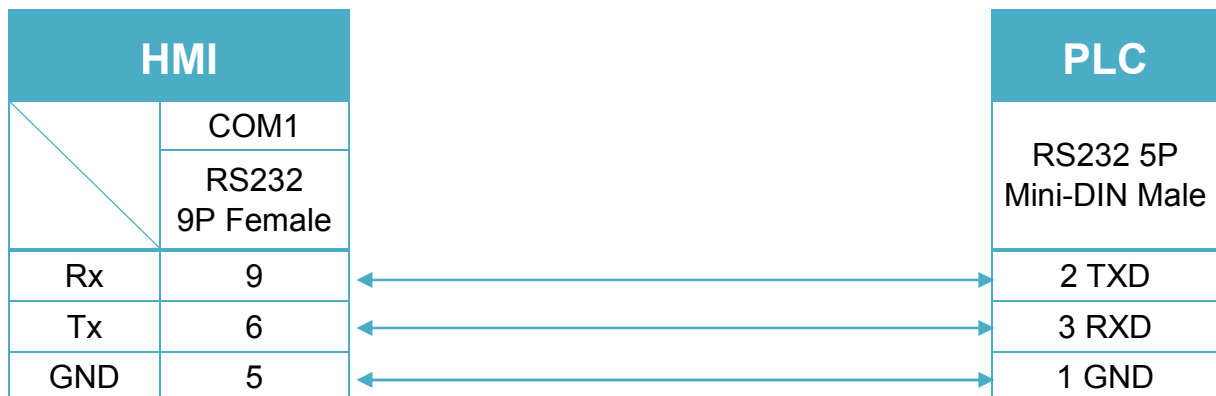 HMI
PLC
COM1
RS232
9P Female
RS232 5P
Mini-DIN Male
Rx 9 2 TXD
Tx 6 3 RXD
GND 5 1 GND